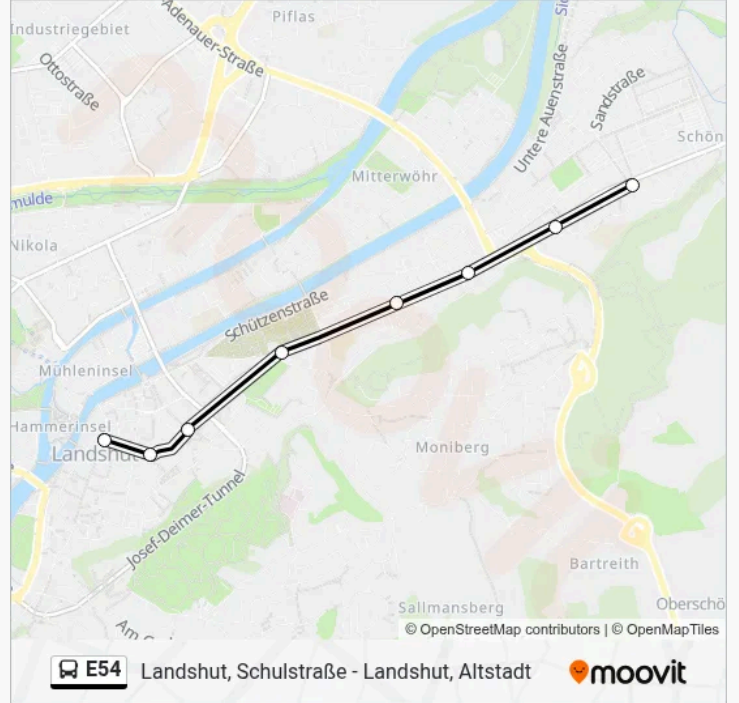 Piflas
Industriegebiet
Adenauer-Straße
Ottostraße
Untere Auenstraße
Sandstraße
Schön
Mitterwöhr
mulde
Nikola
Schützenstraße
Mühleninsel
Hammerinsel
Landshut
Moniberg
Josef-Deimer-Tunnel
Bartreith
Sallmansberg
Oberschö
© OpenStreetMap contributors | © OpenMapTiles
E54 Landshut, Schulstraße - Landshut, Altstadt
moovit